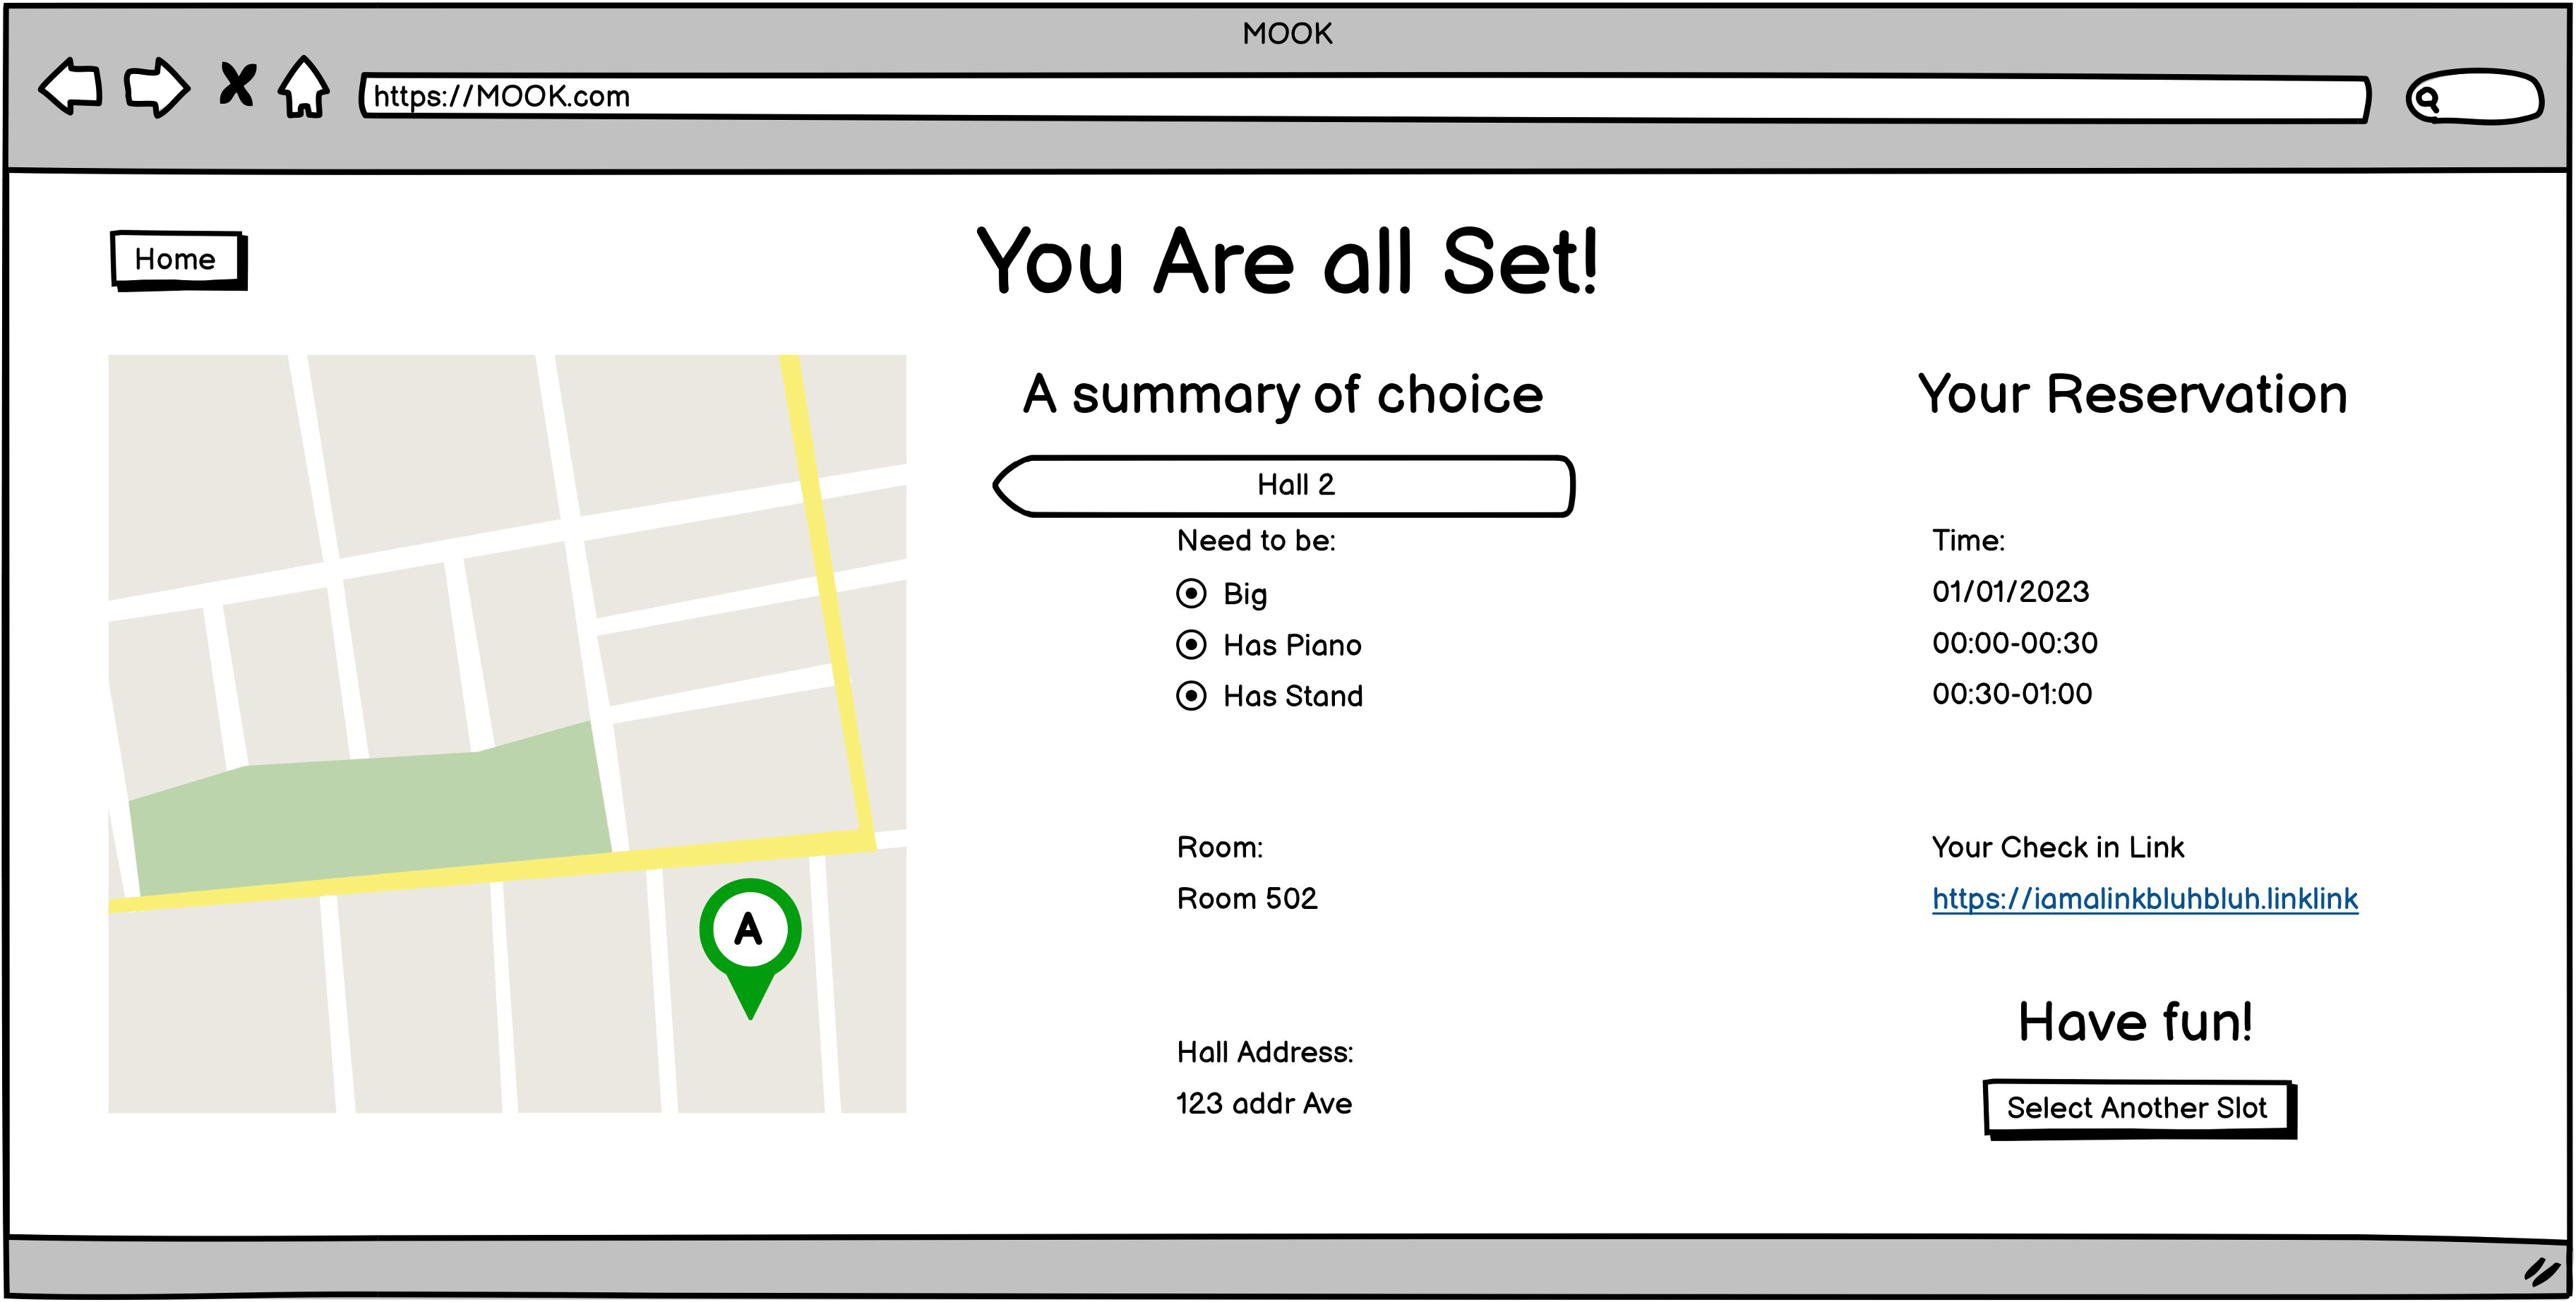 MOOK
https://MOOK.com
Home
You Are all Set!
A summary of choice
Hall 2
Need to be:
Big
Has Piano
Has Stand
Room:
Room 502
Hall Address:
123 addr Ave
Your Reservation
Time:
01/01/2023
00:00-00:30
00:30-01:00
Your Check in Link
https://iamalinkbluhbluh.linklink
Have fun!
Select Another Slot
A